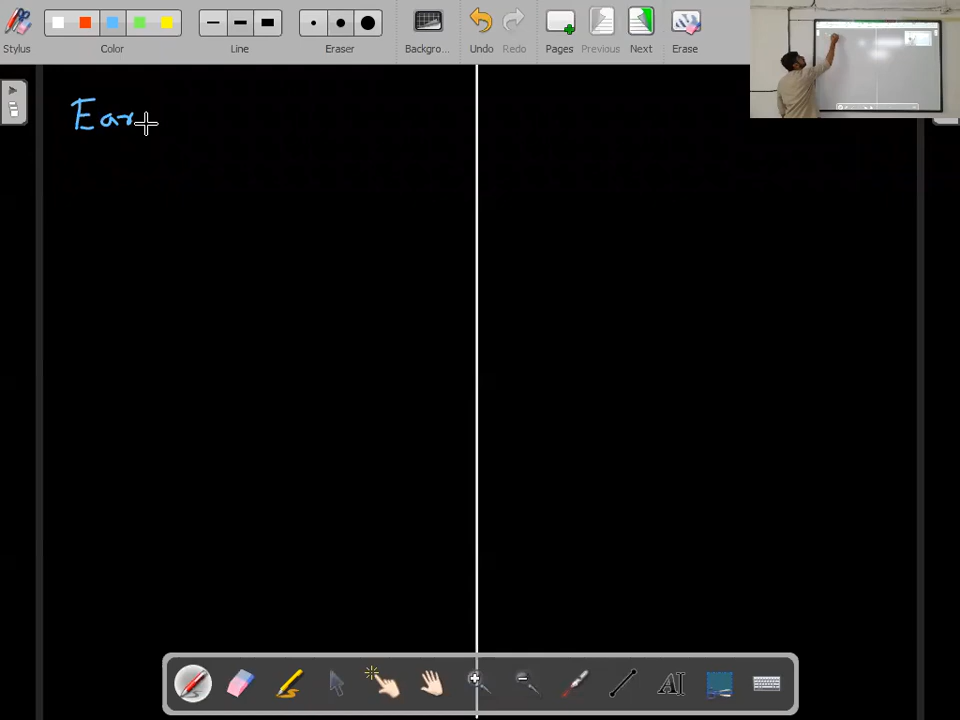 Stylus
Color
Line
Eraser
Backgro...
Undo
Redo
Pages
Previous
Next
Erase
Ear